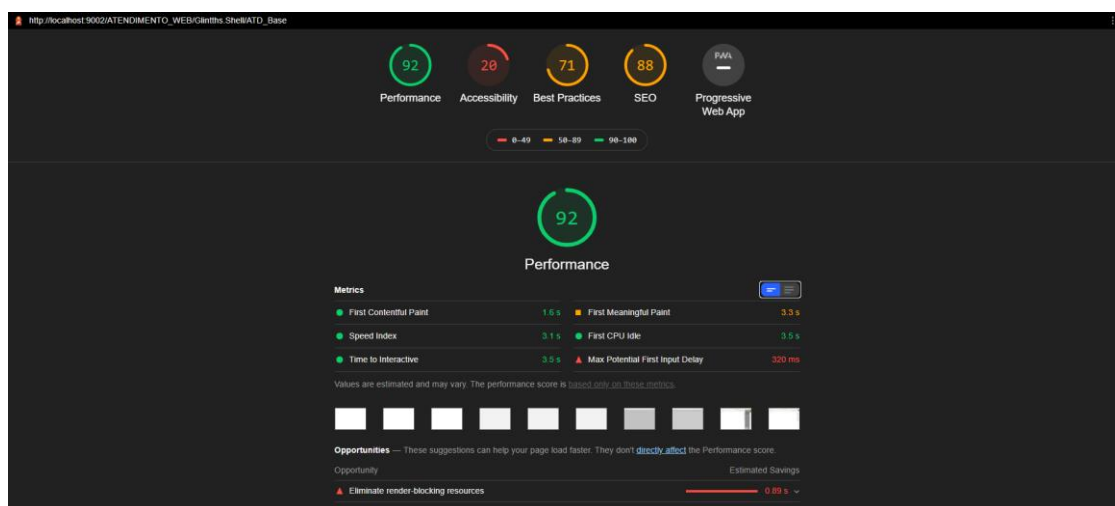 http://localhost:9002/ATENDIMENTO_WEB/Glintths.Shell/ATD_Base
92 20 71 88 PWA
Performance Accessibility Best Practices SEO Progressive
Web App
0-49 50-89 90-100
92
Performance
Metrics
First Contentful Paint 1.6 s First Meaningful Paint 3.3 s
Speed Index 3.1 s First CPU Idle 3.5 s
Time to Interactive 3.5 s Max Potential First Input Delay 320 ms
Values are estimated and may vary. The performance score is based only on these metrics.
Opportunities — These suggestions can help your page load faster. They don't directly affect the Performance score.
Opportunity Estimated Savings
Eliminate render-blocking resources 0.89 s